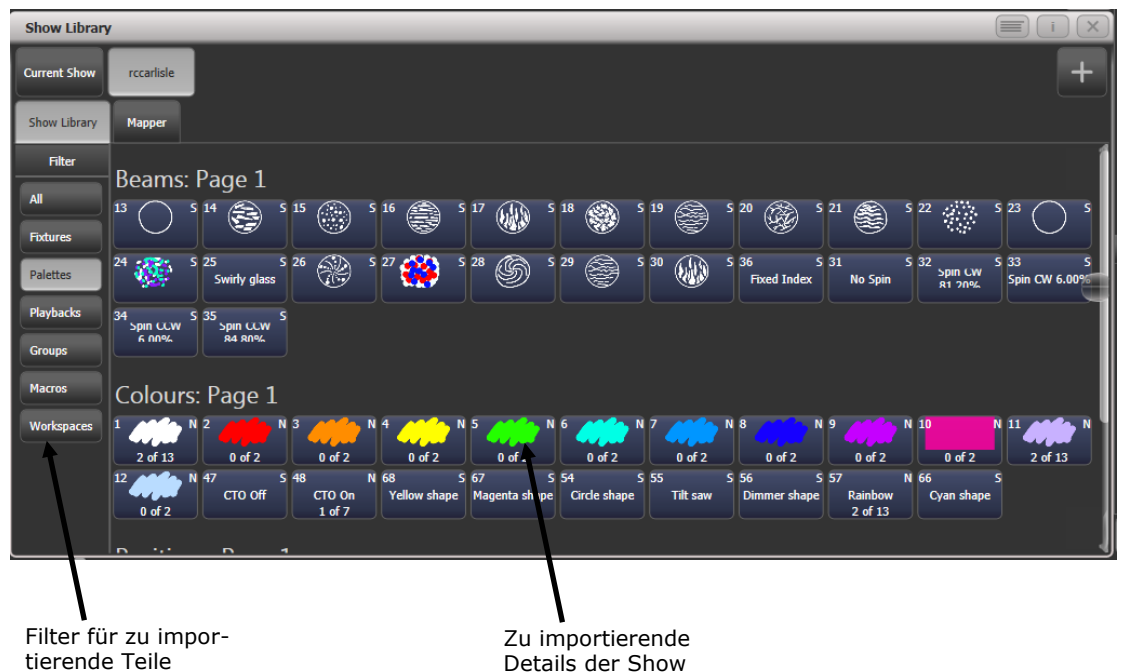 Show Library
i
Current Show rccarlisle +
Show Library Mapper
Filter
All
Fixtures
Palettes
Playbacks
Groups
Macros
Workspaces
Beams: Page 1
13 S 14 S 15 S 16 S 17 S 18 S 19 S 20 S 21 S 22 S 23 S
24 S 25 S 26 S 27 S 28 S 29 S 30 S 36 S 31 S 32 S 33 S
Swirly glass Fixed Index No Spin Spin CW Spin CW 6.00%
81.20%
34 S 35 S
Spin CCW Spin CCW
6.00% 84.80%
Colours: Page 1
1 N 2 N 3 N 4 N 5 N 6 N 7 N 8 N 9 N 10 N 11 N
2 of 13 0 of 2 0 of 2 0 of 2 0 of 2 0 of 2 0 of 2 0 of 2 0 of 2 2 of 13
12 N 47 S 48 N 68 S 67 S 54 S 55 S 56 S 57 N 66 S
CTO Off CTO On Yellow shape Magenta shape Circle shape Tilt saw Dimmer shape Rainbow Cyan shape
0 of 2 1 of 7 2 of 13
Filter für zu impor-
tierende Teile
Zu importierende
Details der Show